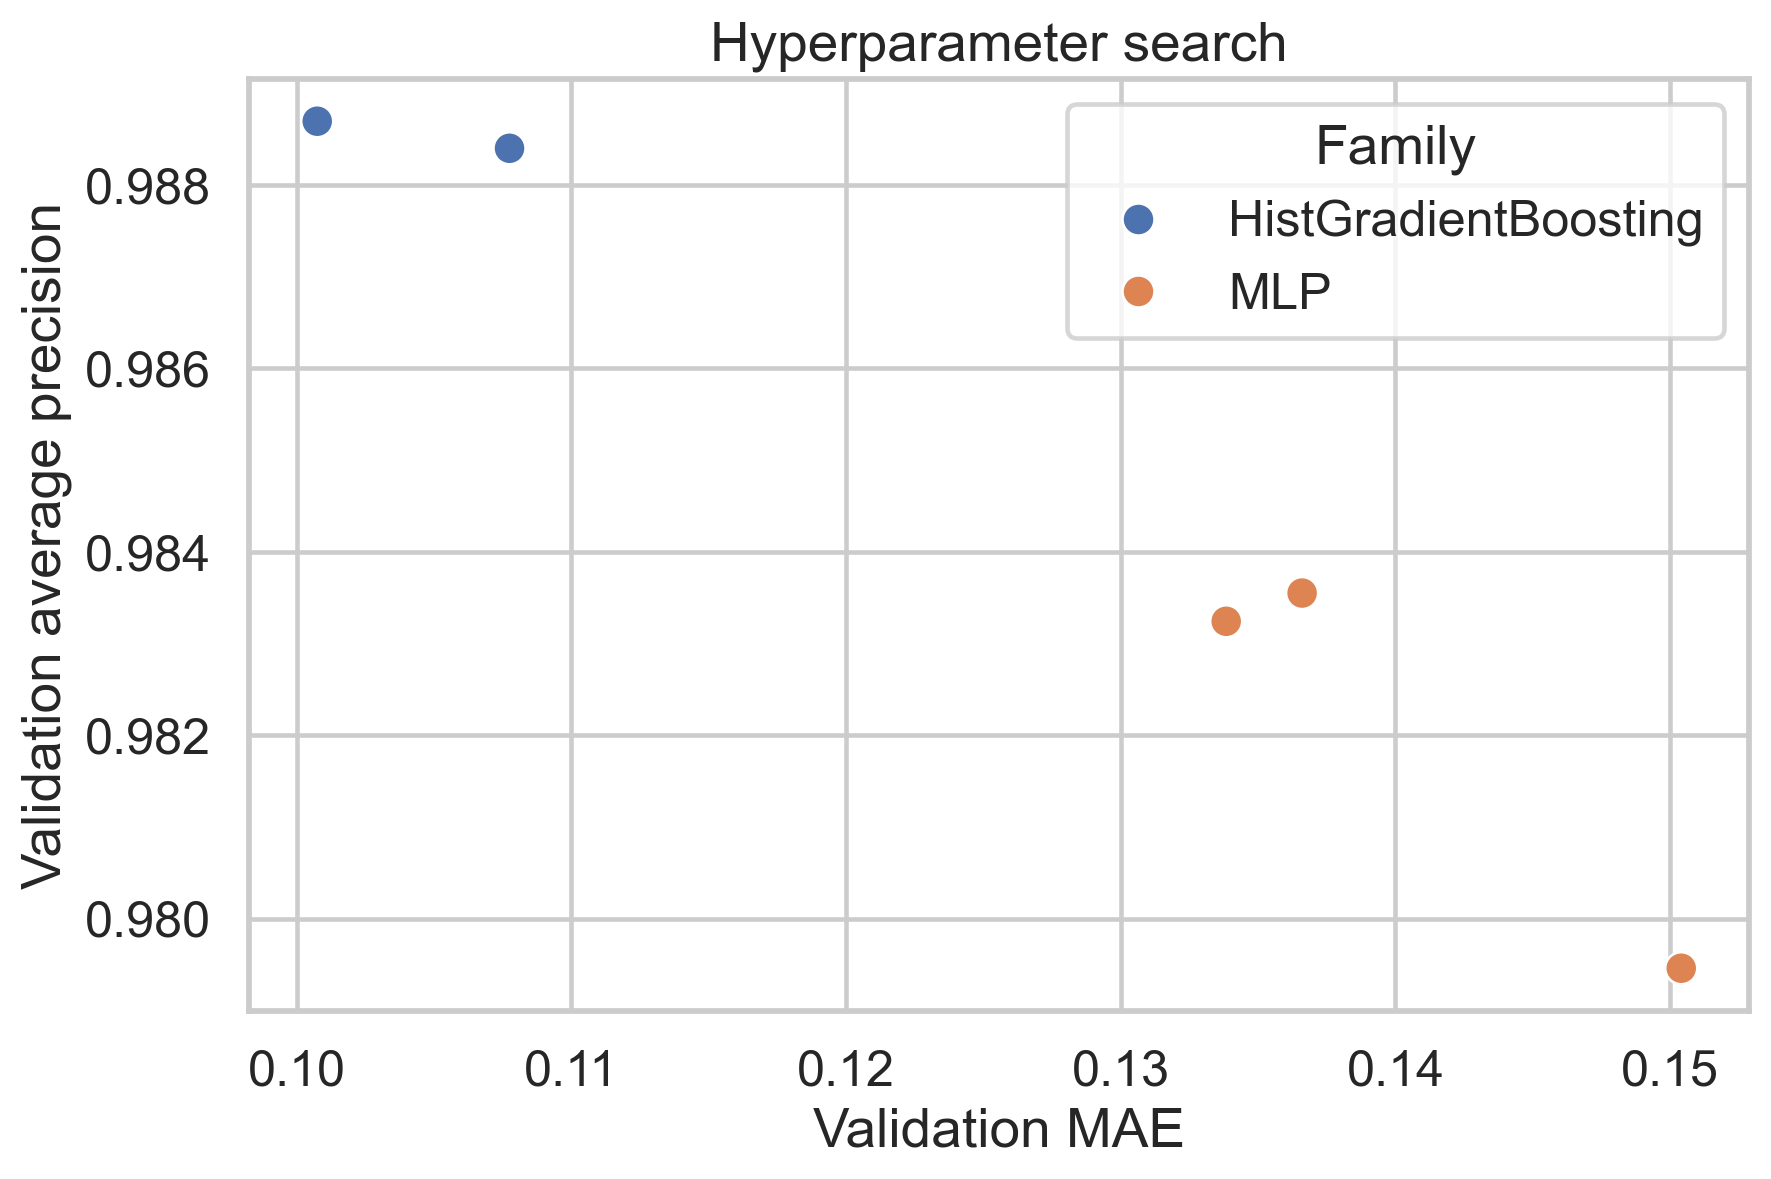 Hyperparameter search
Family
HistGradientBoosting
MLP
Validation average precision
0.988
0.986
0.984
0.982
0.980
0.10
0.11
0.12
0.13
0.14
0.15
Validation MAE